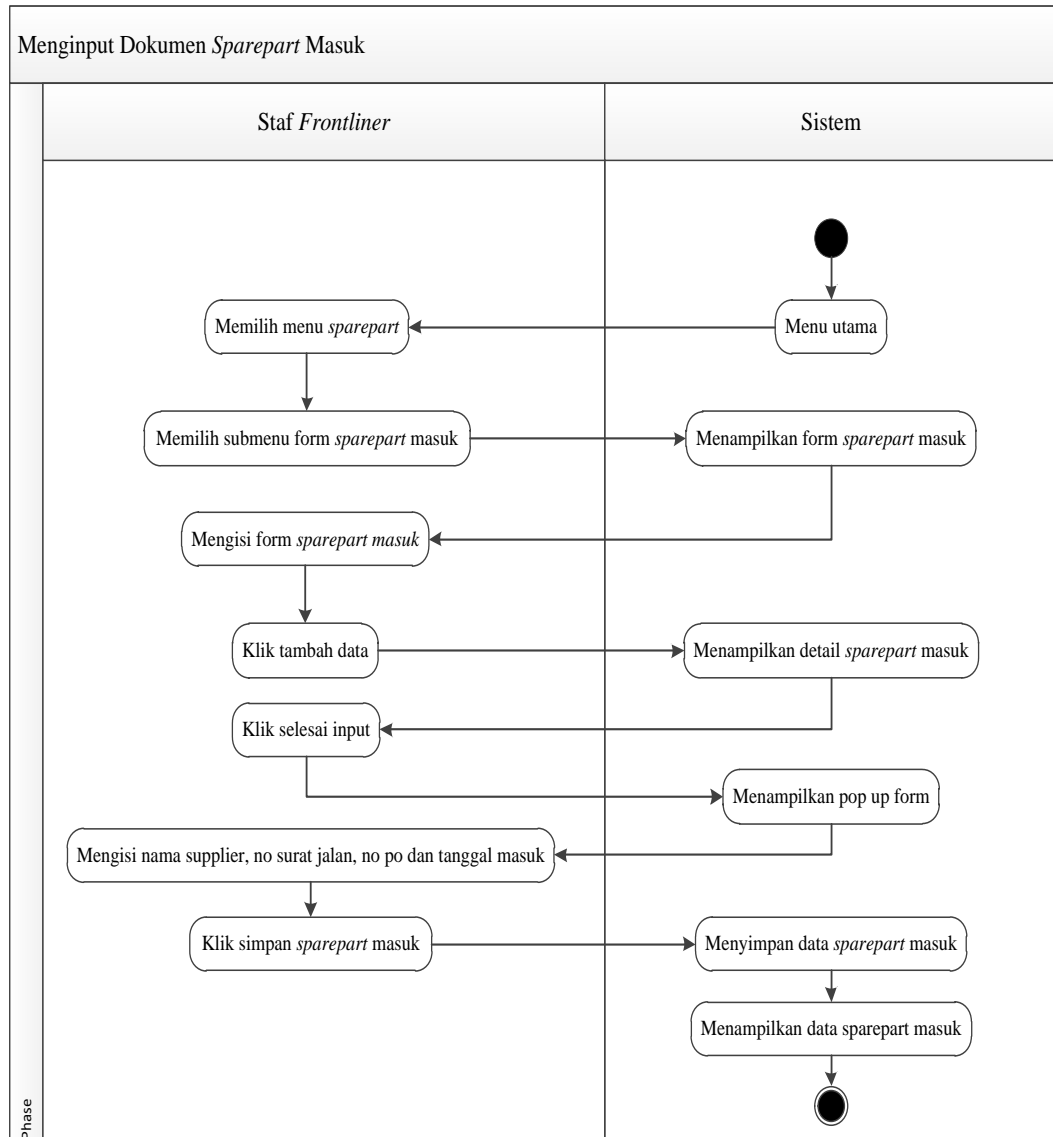 Menginput Dokumen Sparepart Masuk
Staf Frontliner
Sistem
Menu utama
Memilih menu sparepart
Memilih submenu form sparepart masuk
Menampilkan form sparepart masuk
Mengisi form sparepart masuk
Klik tambah data
Menampilkan detail sparepart masuk
Klik selesai input
Menampilkan pop up form
Mengisi nama supplier, no surat jalan, no po dan tanggal masuk
Klik simpan sparepart masuk
Menyimpan data sparepart masuk
Menampilkan data sparepart masuk
Phase